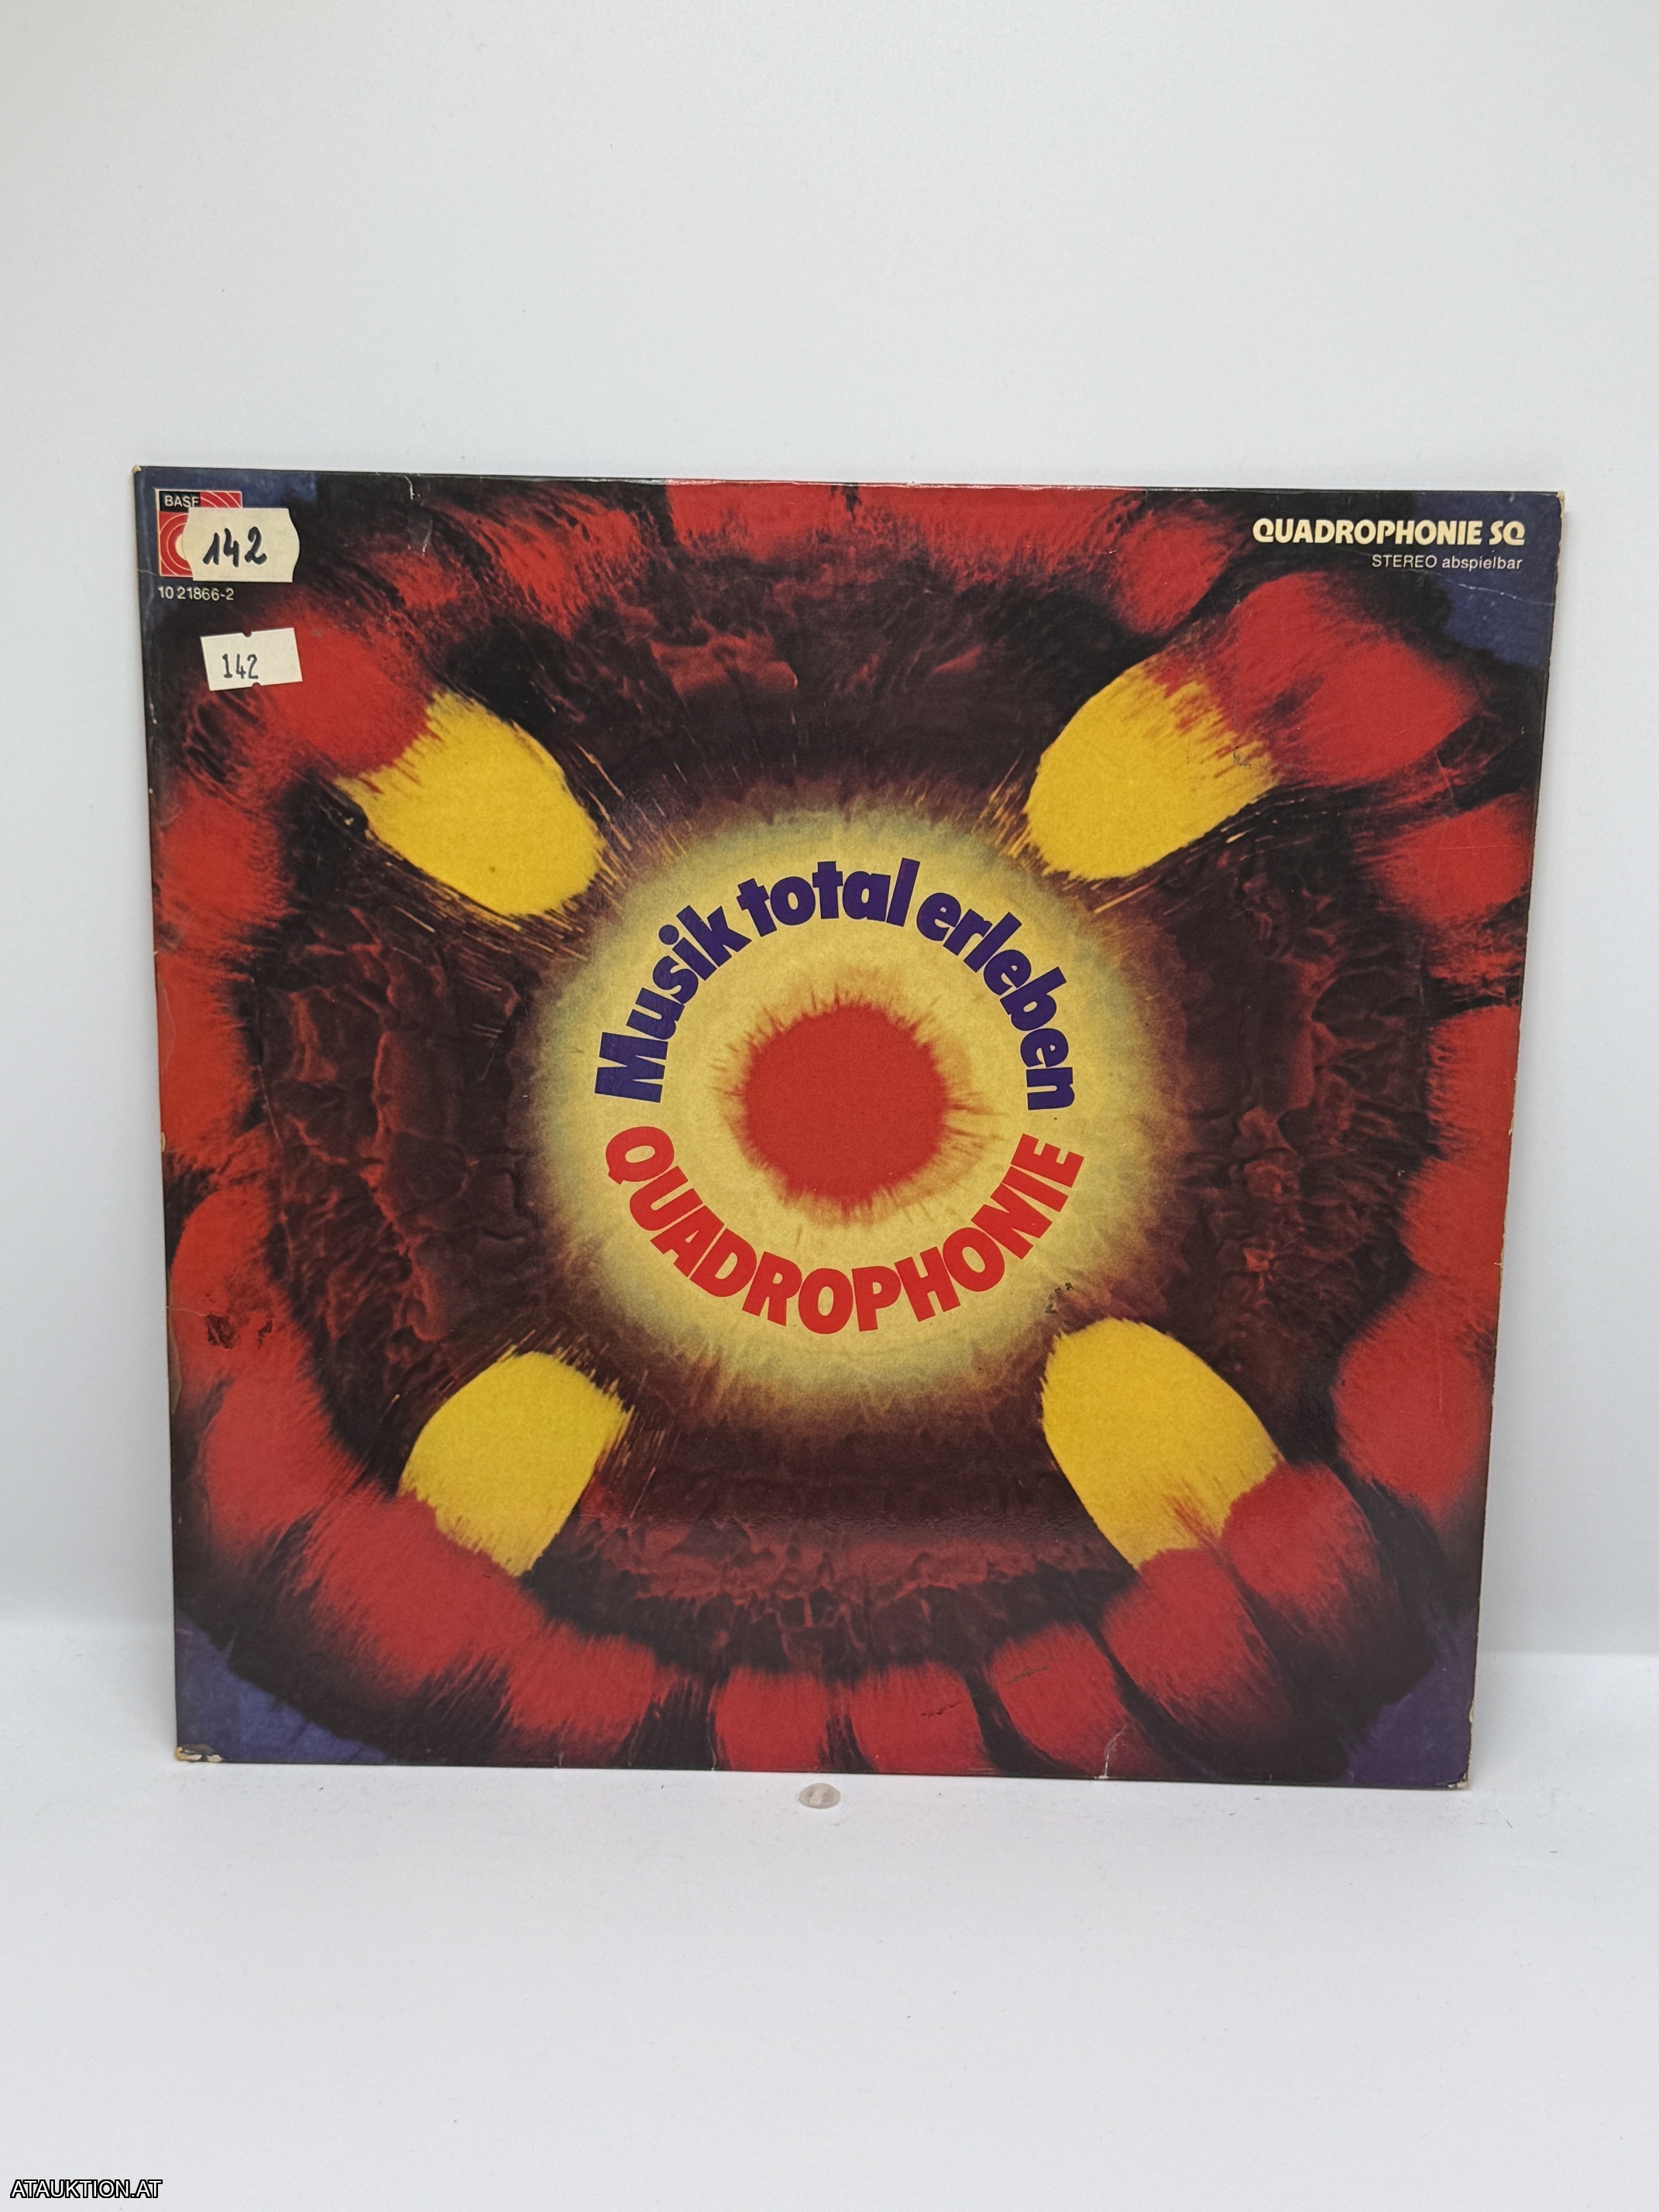 BASF
142
10 21866-2
142
QUADROPHONIE SQ
STEREO abspielbar
Musik total erleben
QUADROPHONIE
ATAUKTION.AT